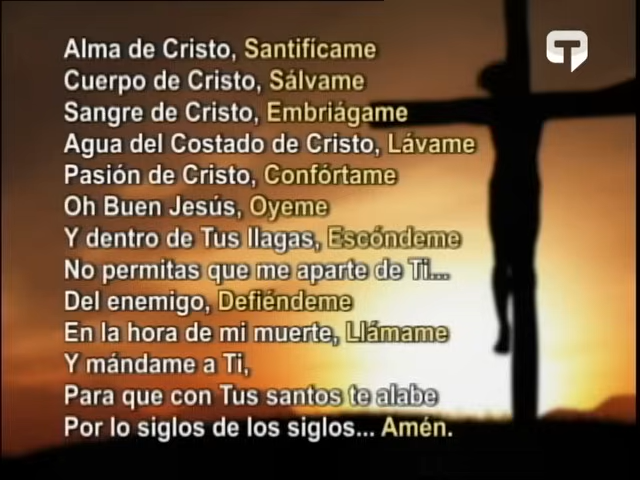 Alma de Cristo, Santifícame
Cuerpo de Cristo, Sálvame
Sangre de Cristo, Embriágame
Agua del Costado de Cristo, Lávame
Pasión de Cristo, Confórtame
Oh Buen Jesús, Oyeme
Y dentro de Tus llagas, Escóndeme
No permitas que me aparte de Ti...
Del enemigo, Defiéndeme
En la hora de mi muerte, Llámame
Y mándame a Ti,
Para que con Tus santos te alabe
Por lo siglos de los siglos... Amén.